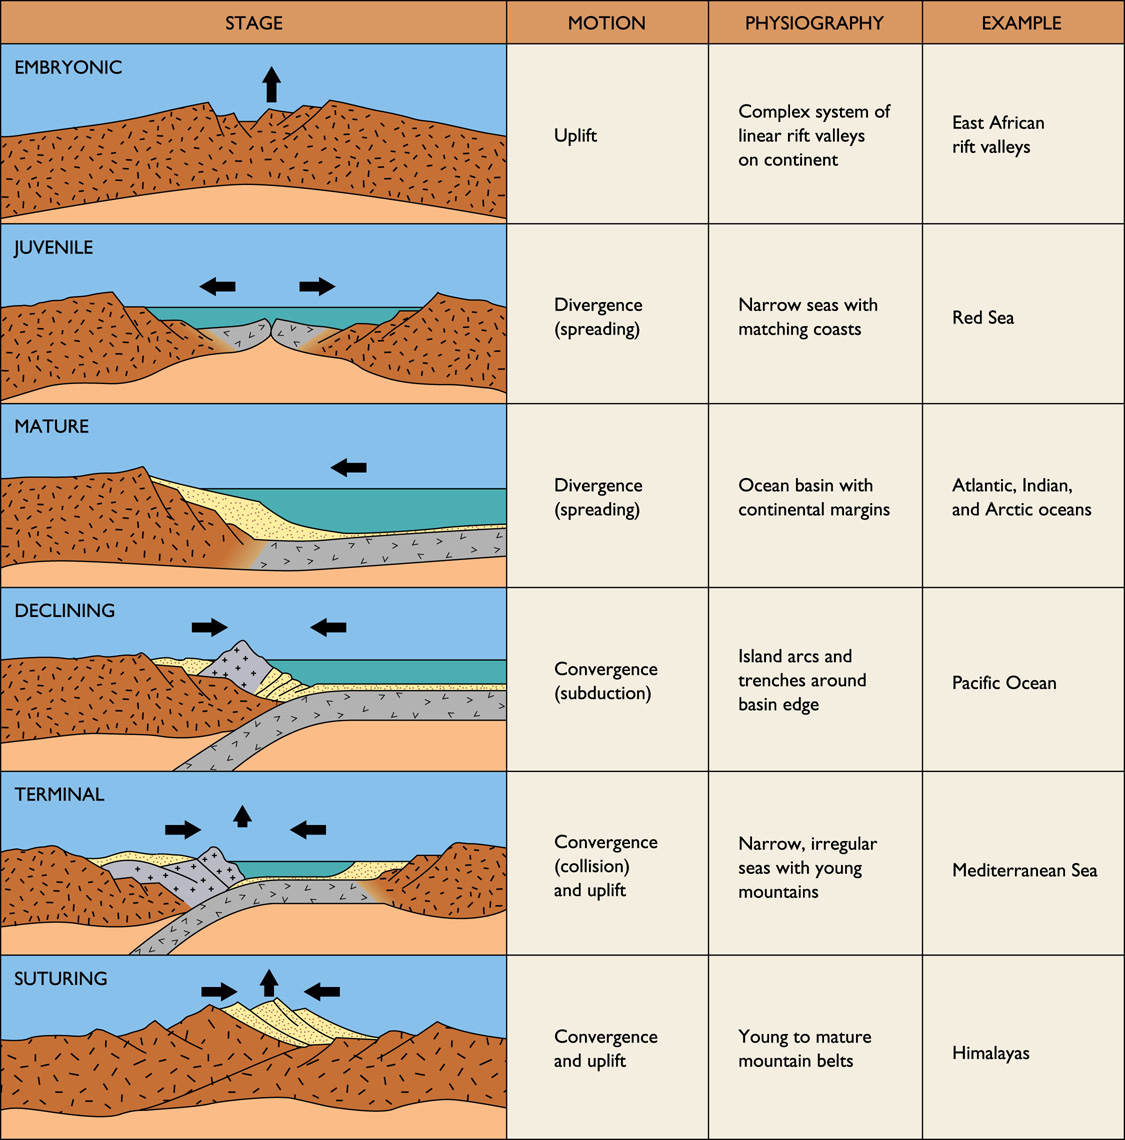 STAGE
MOTION
PHYSIOGRAPHY
EXAMPLE
EMBRYONIC
Uplift
Complex system of
linear rift valleys
on continent
East African
rift valleys
JUVENILE
Divergence
(spreading)
Narrow seas with
matching coasts
Red Sea
MATURE
Divergence
(spreading)
Ocean basin with
continental margins
Atlantic, Indian,
and Arctic oceans
DECLINING
Convergence
(subduction)
Island arcs and
trenches around
basin edge
Pacific Ocean
TERMINAL
Convergence
(collision)
and uplift
Narrow, irregular
seas with young
mountains
Mediterranean Sea
SUTURING
Convergence
and uplift
Young to mature
mountain belts
Himalayas